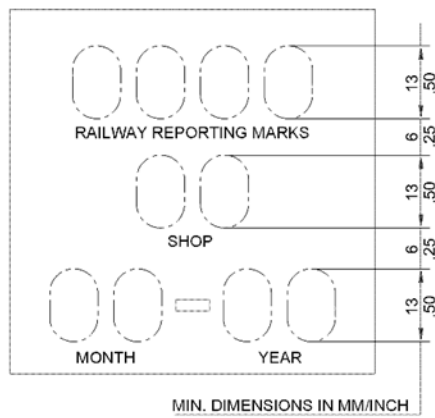 13
.50
RAILWAY REPORTING MARKS
6
.25
13
.50
SHOP
6
.25
13
.50
MONTH YEAR
MIN. DIMENSIONS IN MM/INCH